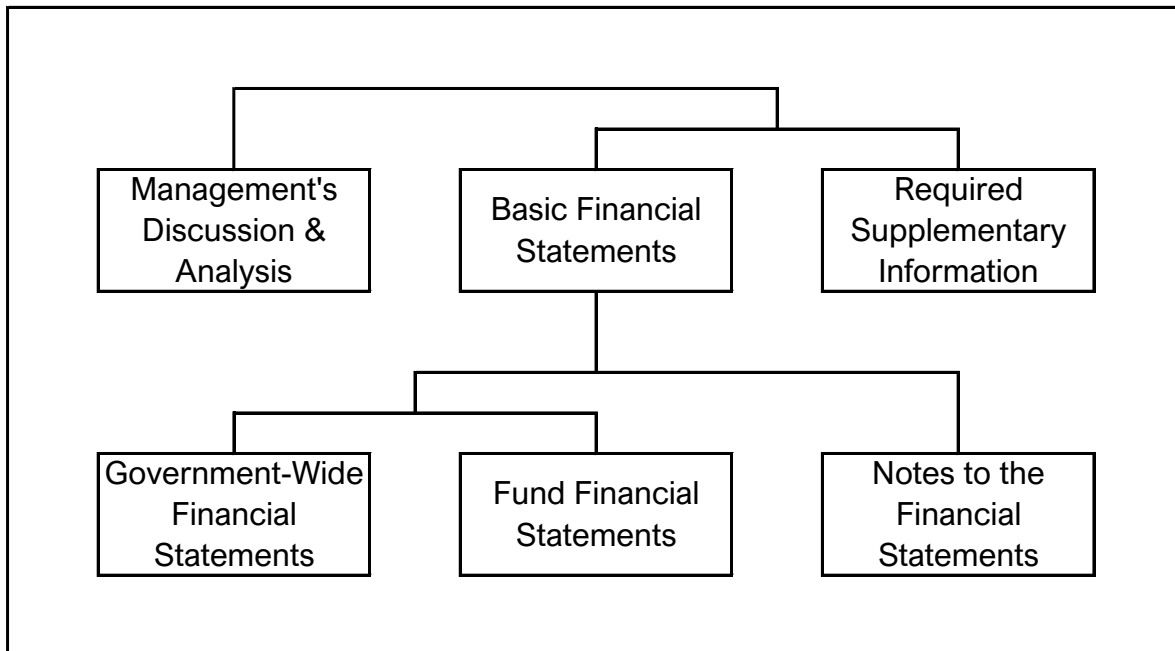 Management's
Discussion &
Analysis
Basic Financial
Statements
Required
Supplementary
Information
Government-Wide
Financial
Statements
Fund Financial
Statements
Notes to the
Financial
Statements